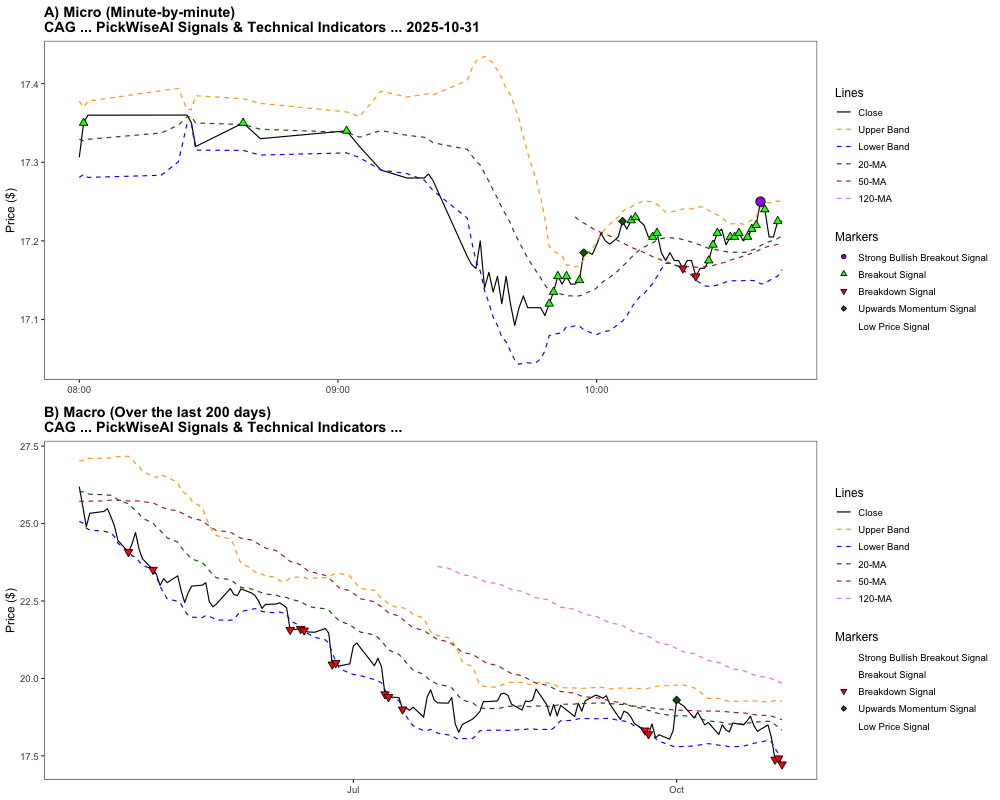 A) Micro (Minute-by-minute)
CAG ... PickWiseAI Signals & Technical Indicators ... 2025-10-31
Price ($)
17.4
17.3
17.2
17.1
08:00
09:00
10:00
Lines
Close
Upper Band
Lower Band
20-MA
50-MA
120-MA
Markers
Strong Bullish Breakout Signal
Breakout Signal
Breakdown Signal
Upwards Momentum Signal
Low Price Signal
B) Macro (Over the last 200 days)
CAG ... PickWiseAI Signals & Technical Indicators ...
Price ($)
27.5
25.0
22.5
20.0
17.5
Jul
Oct
Lines
Close
Upper Band
Lower Band
20-MA
50-MA
120-MA
Markers
Strong Bullish Breakout Signal
Breakout Signal
Breakdown Signal
Upwards Momentum Signal
Low Price Signal